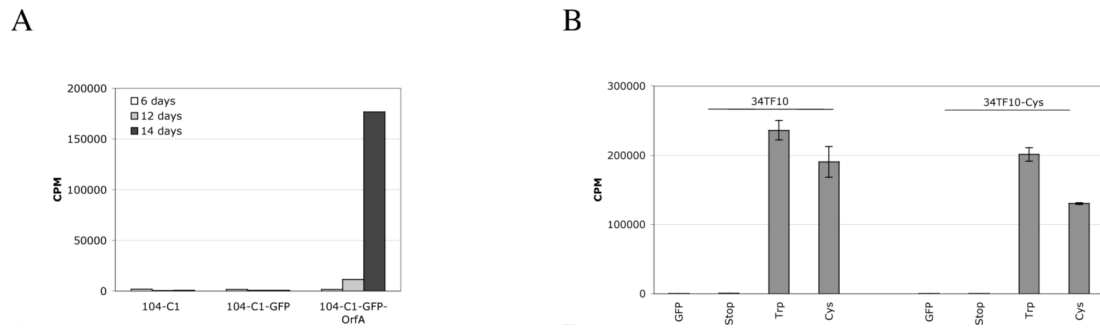 A
200000
150000
100000
50000
0
CPM
6 days
12 days
14 days
104-C1
104-C1-GFP
104-C1-GFP-
OrfA
B
300000
200000
100000
0
CPM
34TF10
34TF10-Cys
GFP
Stop
Trp
Cys
GFP
Stop
Trp
Cys